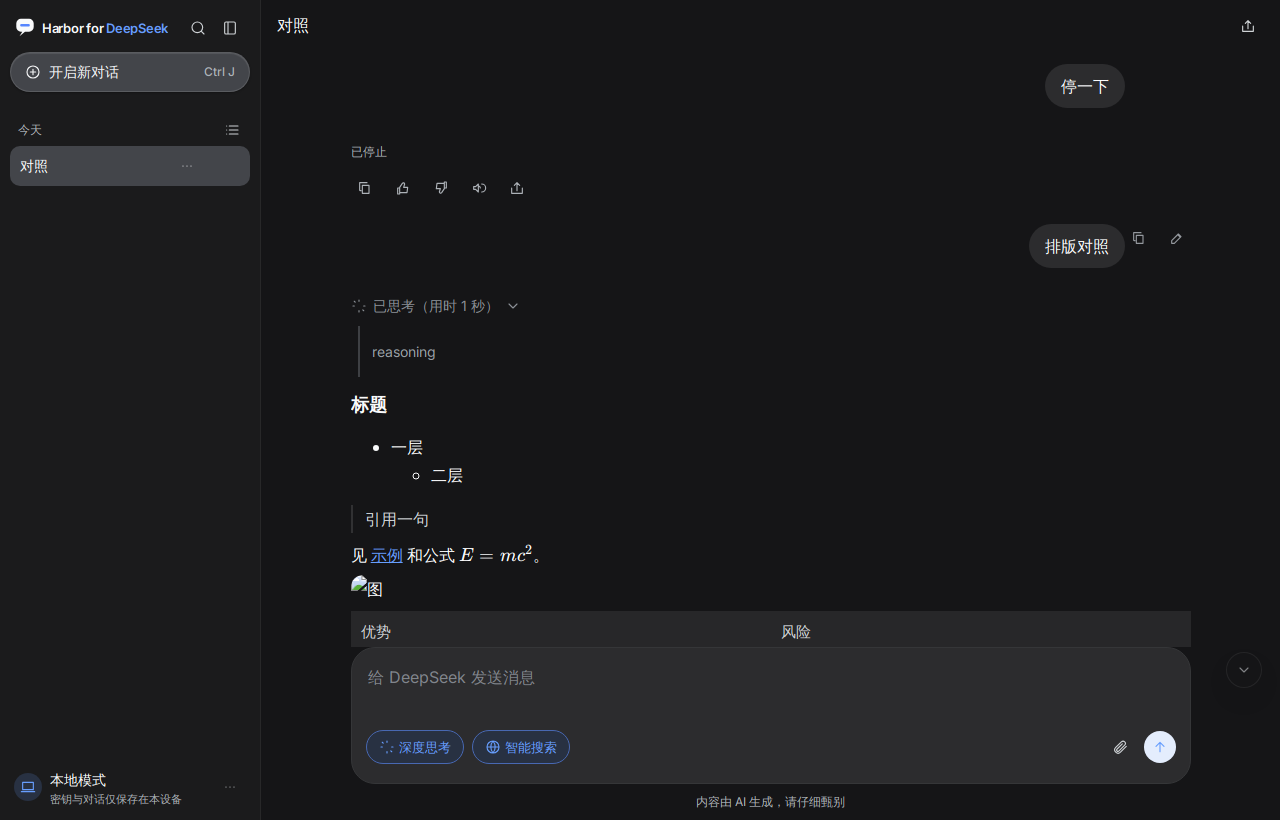 Harbor for DeepSeek
开启新对话
Ctrl J
今天
对照
本地模式
密钥与对话仅保存在本设备
对照
停一下
已停止
排版对照
已思考（用时 1 秒）
reasoning
标题
一层
二层
引用一句
见 示例 和公式 E = mc²。
图
优势 风险
给 DeepSeek 发送消息
深度思考 智能搜索
内容由 AI 生成，请仔细甄别